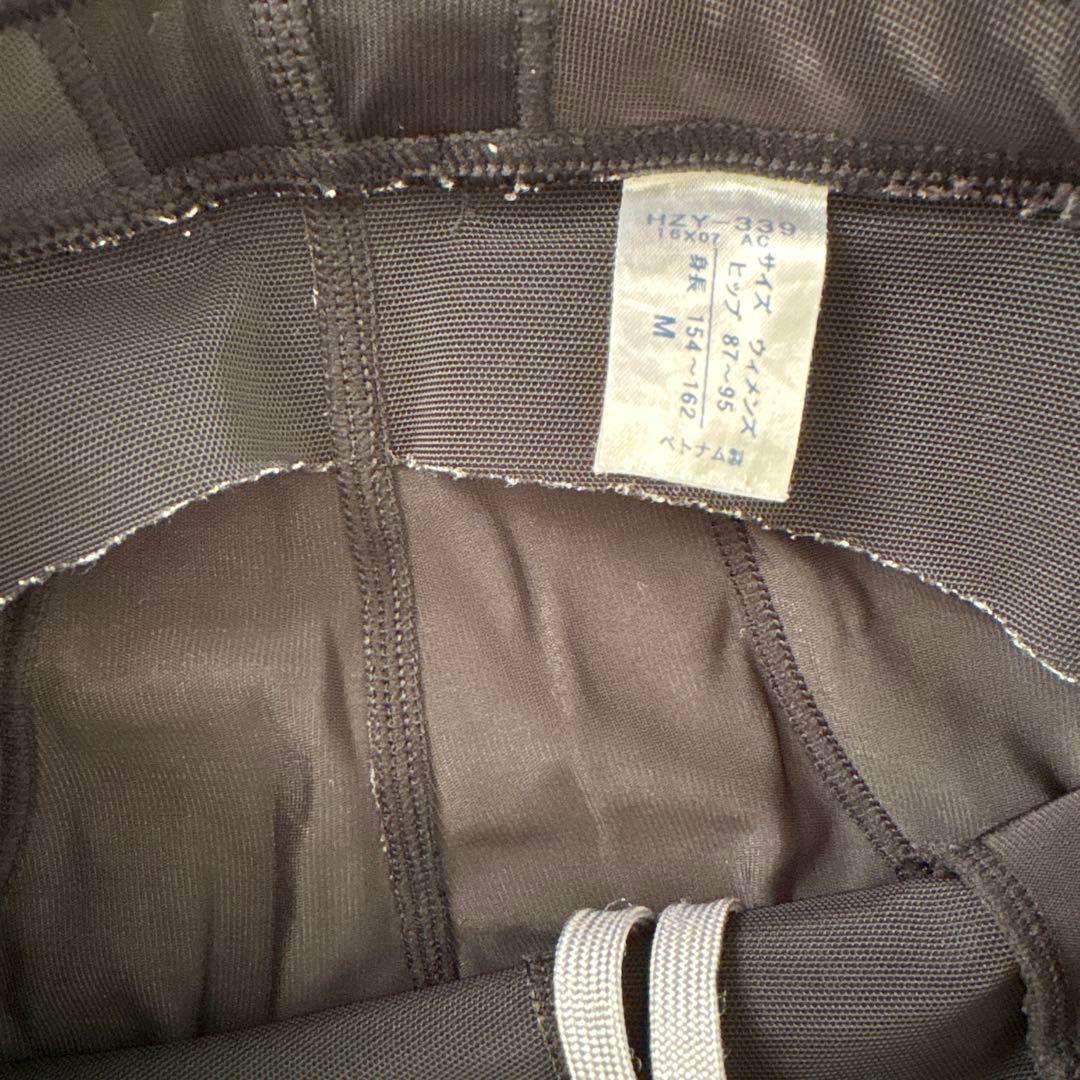 HZY-339
16X07 AC
サイズ ウィメンズ
ヒップ 87～95
身長 154～162
M
ベトナム製